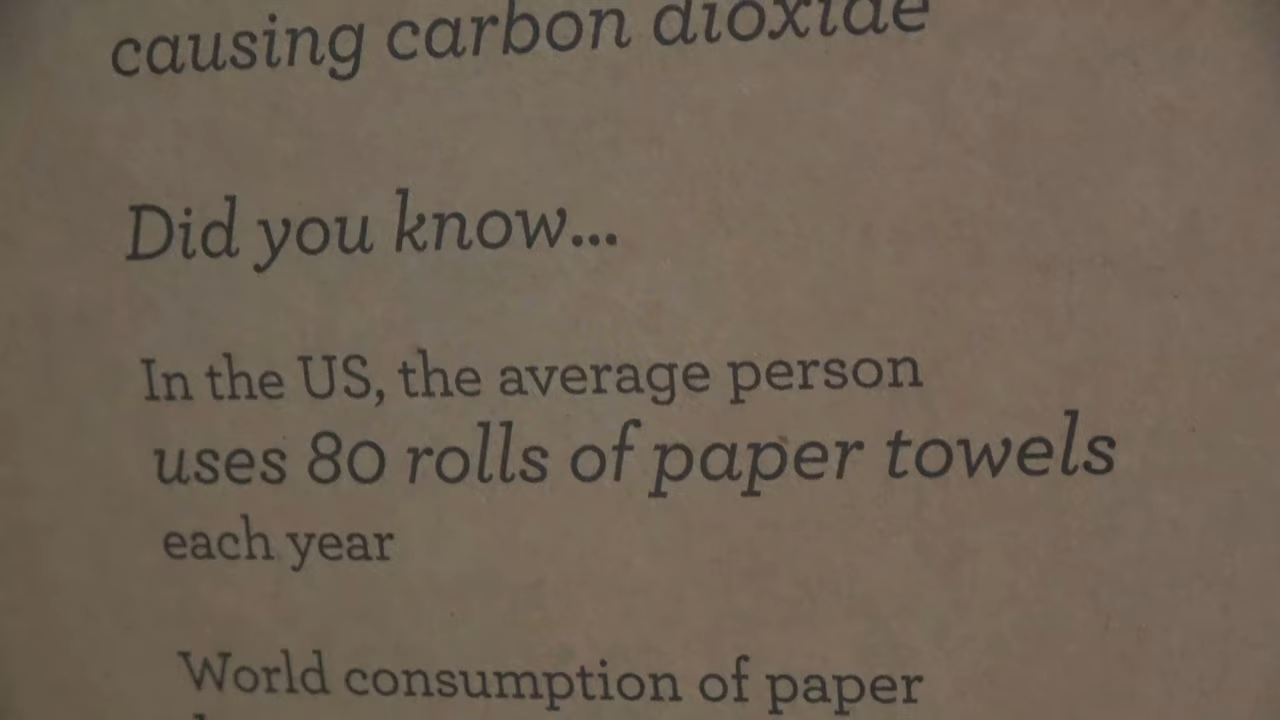 causing carbon dioxide
Did you know...
In the US, the average person
uses 80 rolls of paper towels
each year
World consumption of paper